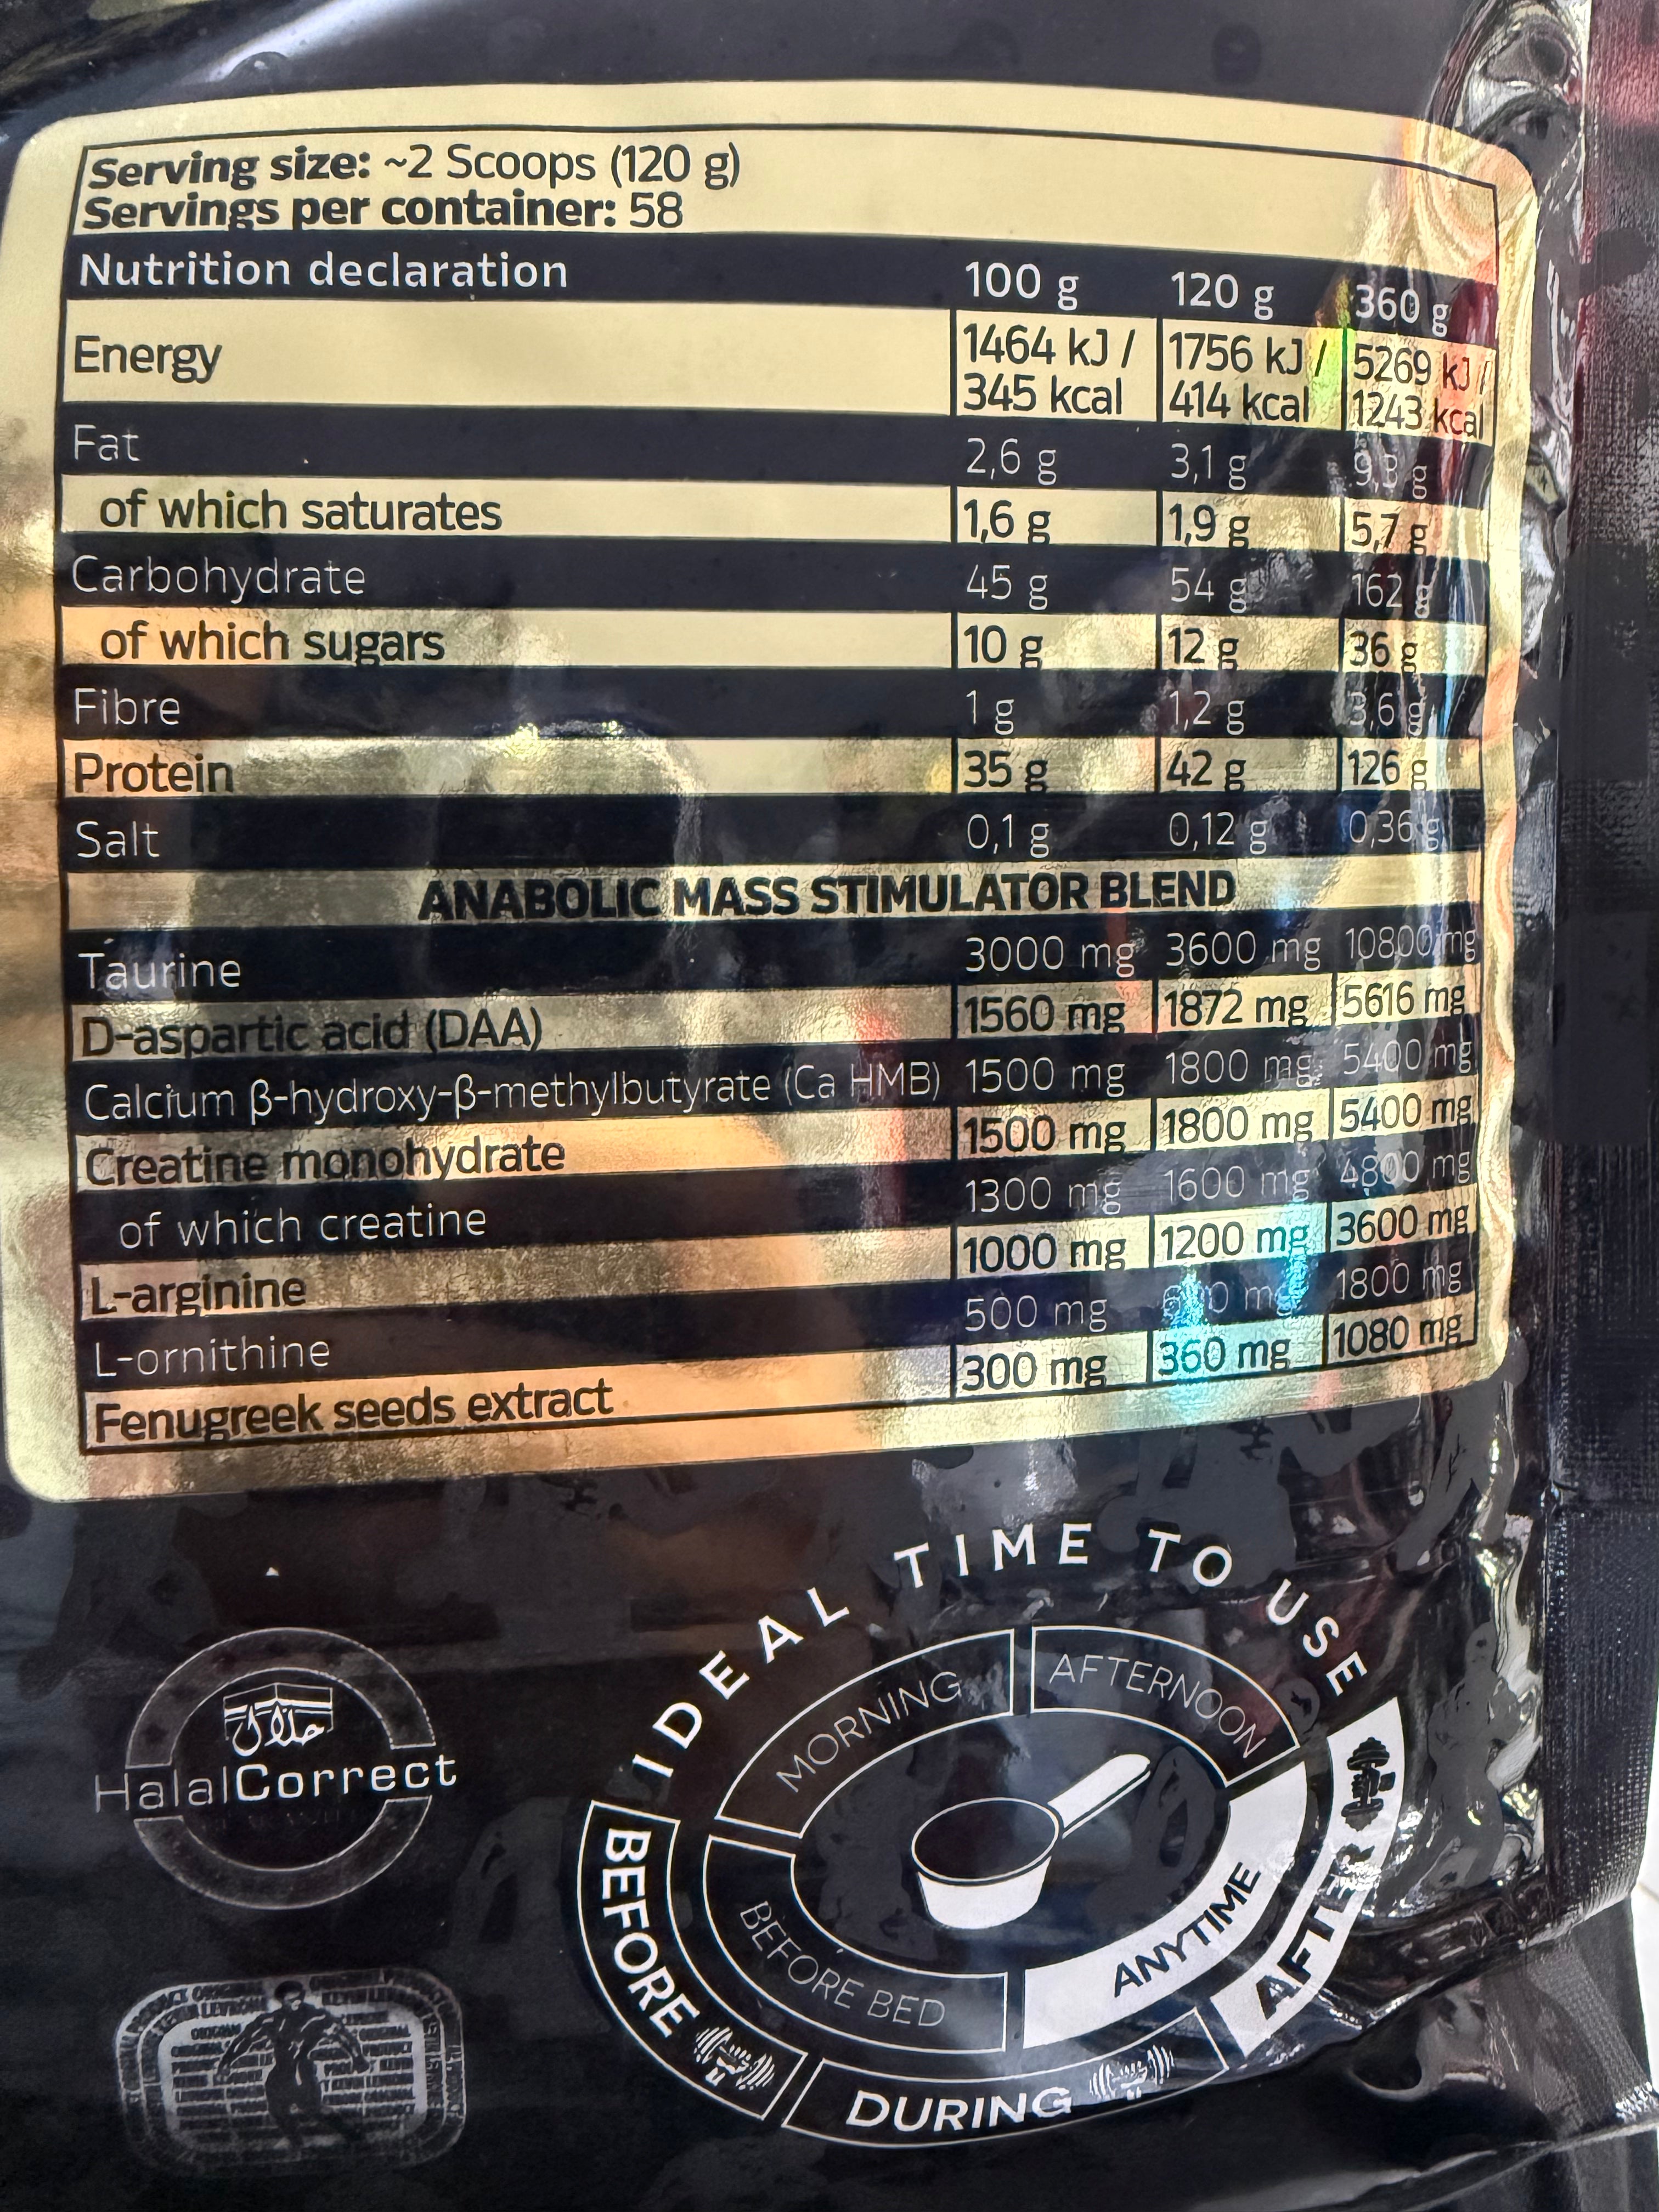 Serving size: ~2 Scoops (120 g)
Servings per container: 58
Nutrition declaration 100 g 120 g 360 g
Energy 1464 kJ / 345 kcal 1756 kJ / 414 kcal 5269 kJ / 1243 kcal
Fat 2,6 g 3,1 g 9,3 g
of which saturates 1,6 g 1,9 g 5,7 g
Carbohydrate 45 g 54 g 162 g
of which sugars 10 g 12 g 36 g
Fibre 1 g 1,2 g 3,6 g
Protein 35 g 42 g 126 g
Salt 0,1 g 0,12 g 0,36 g
ANABOLIC MASS STIMULATOR BLEND
Taurine 3000 mg 3600 mg 10800 mg
D-aspartic acid (DAA) 1560 mg 1872 mg 5616 mg
Calcium β-hydroxy-β-methylbutyrate (Ca HMB) 1500 mg 1800 mg 5400 mg
Creatine monohydrate 1500 mg 1800 mg 5400 mg
of which creatine 1300 mg 1600 mg 4800 mg
L-arginine 1000 mg 1200 mg 3600 mg
L-ornithine 500 mg 1800 mg
Fenugreek seeds extract 300 mg 360 mg 1080 mg
IDEAL TIME TO USE
MORNING
AFTERNOON
ANYTIME
BEFORE BED
BEFORE
DURING
AFTER
حلال
HalalCorrect